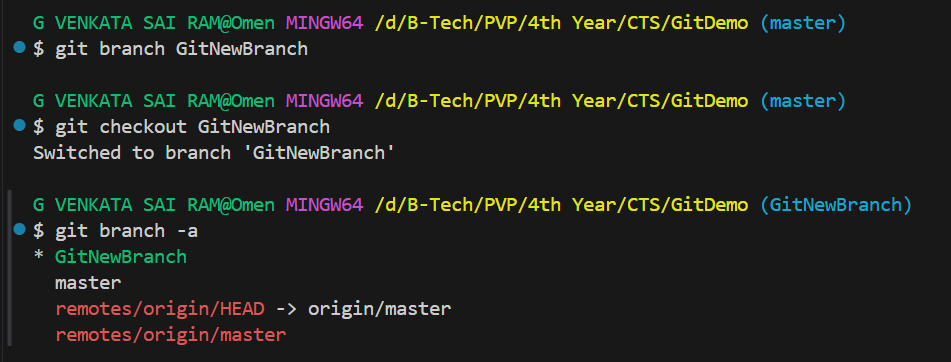 G VENKATA SAI RAM@Omen MINGW64 /d/B-Tech/PVP/4th Year/CTS/GitDemo (master)
$ git branch GitNewBranch
G VENKATA SAI RAM@Omen MINGW64 /d/B-Tech/PVP/4th Year/CTS/GitDemo (master)
$ git checkout GitNewBranch
Switched to branch 'GitNewBranch'
G VENKATA SAI RAM@Omen MINGW64 /d/B-Tech/PVP/4th Year/CTS/GitDemo (GitNewBranch)
$ git branch -a
* GitNewBranch
master
remotes/origin/HEAD -> origin/master
remotes/origin/master